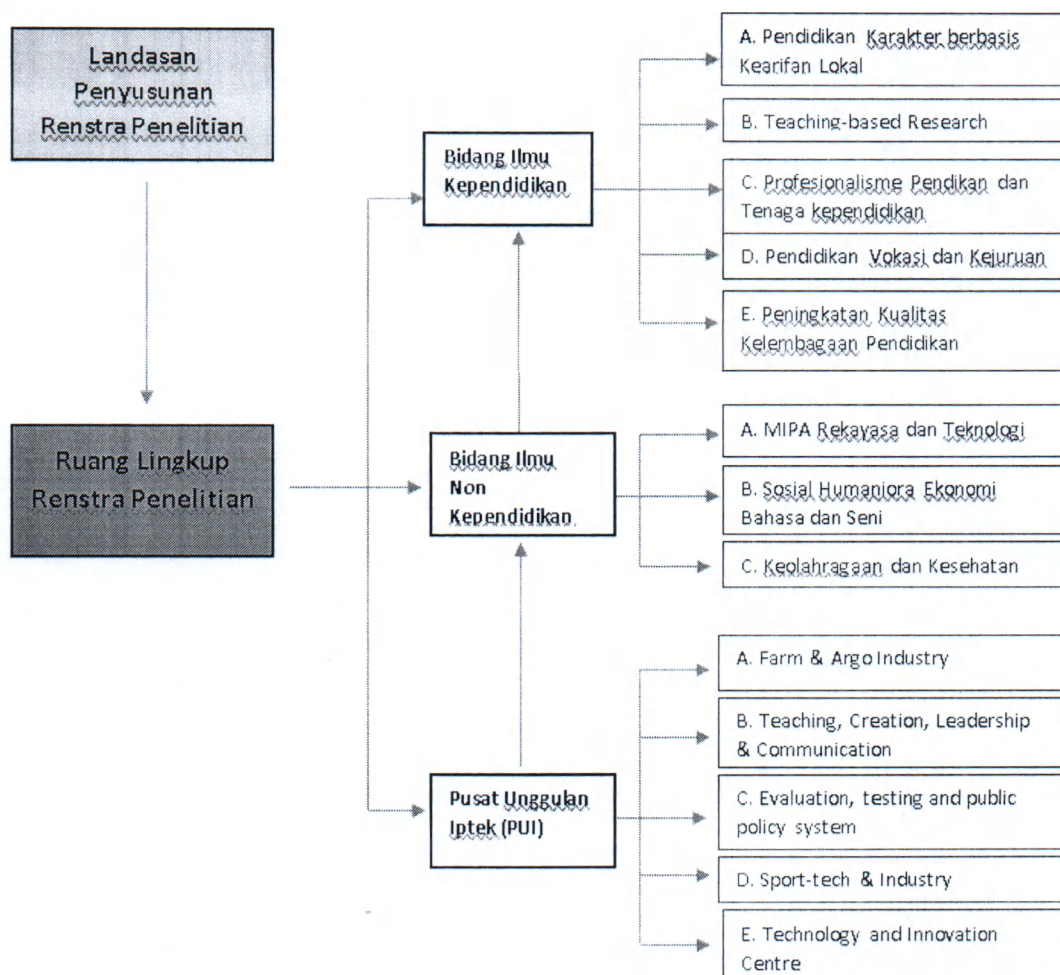 Landasan
Penyusunan
Renstra Penelitian
Ruang Lingkup
Renstra Penelitian
Bidang Ilmu
Kependidikan
A. Pendidikan Karakter berbasis
Kearifan Lokal
B. Teaching-based Research
C. Profesionalisme Pendikan dan
Tenaga kependidikan
D. Pendidikan Vokasi dan Kejuruan
E. Peningkatan Kualitas
Kelembagaan Pendidikan
Bidang Ilmu
Non
Kependidikan
A. MIPA Rekayasa dan Teknologi
B. Sosial Humaniora Ekonomi
Bahasa dan Seni
C. Keolahragaan dan Kesehatan
Pusat Unggulan
Iptek (PUI)
A. Farm & Argo Industry
B. Teaching, Creation, Leadership
& Communication
C. Evaluation, testing and public
policy system
D. Sport-tech & Industry
E. Technology and Innovation
Centre